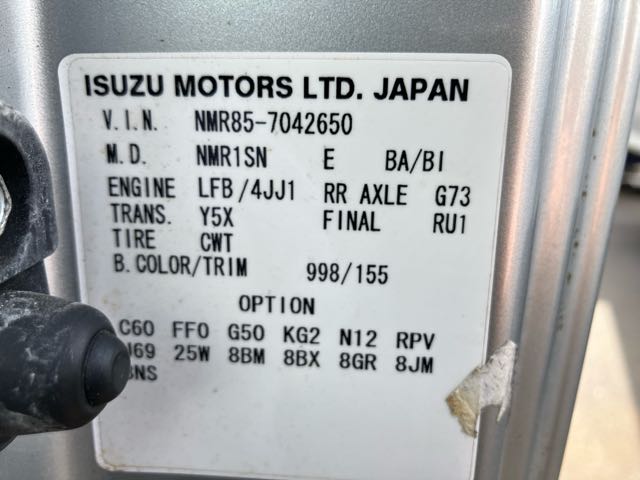 ISUZU MOTORS LTD. JAPAN
V.I.N. NMR85-7042650
M.D. NMR1SN E BA/BI
ENGINE LFB/4JJ1 RR AXLE G73
TRANS. Y5X FINAL RU1
TIRE CWT
B.COLOR/TRIM 998/155
OPTION
C60 FF0 G50 KG2 N12 RPV
25W 8BM 8BX 8GR 8JM